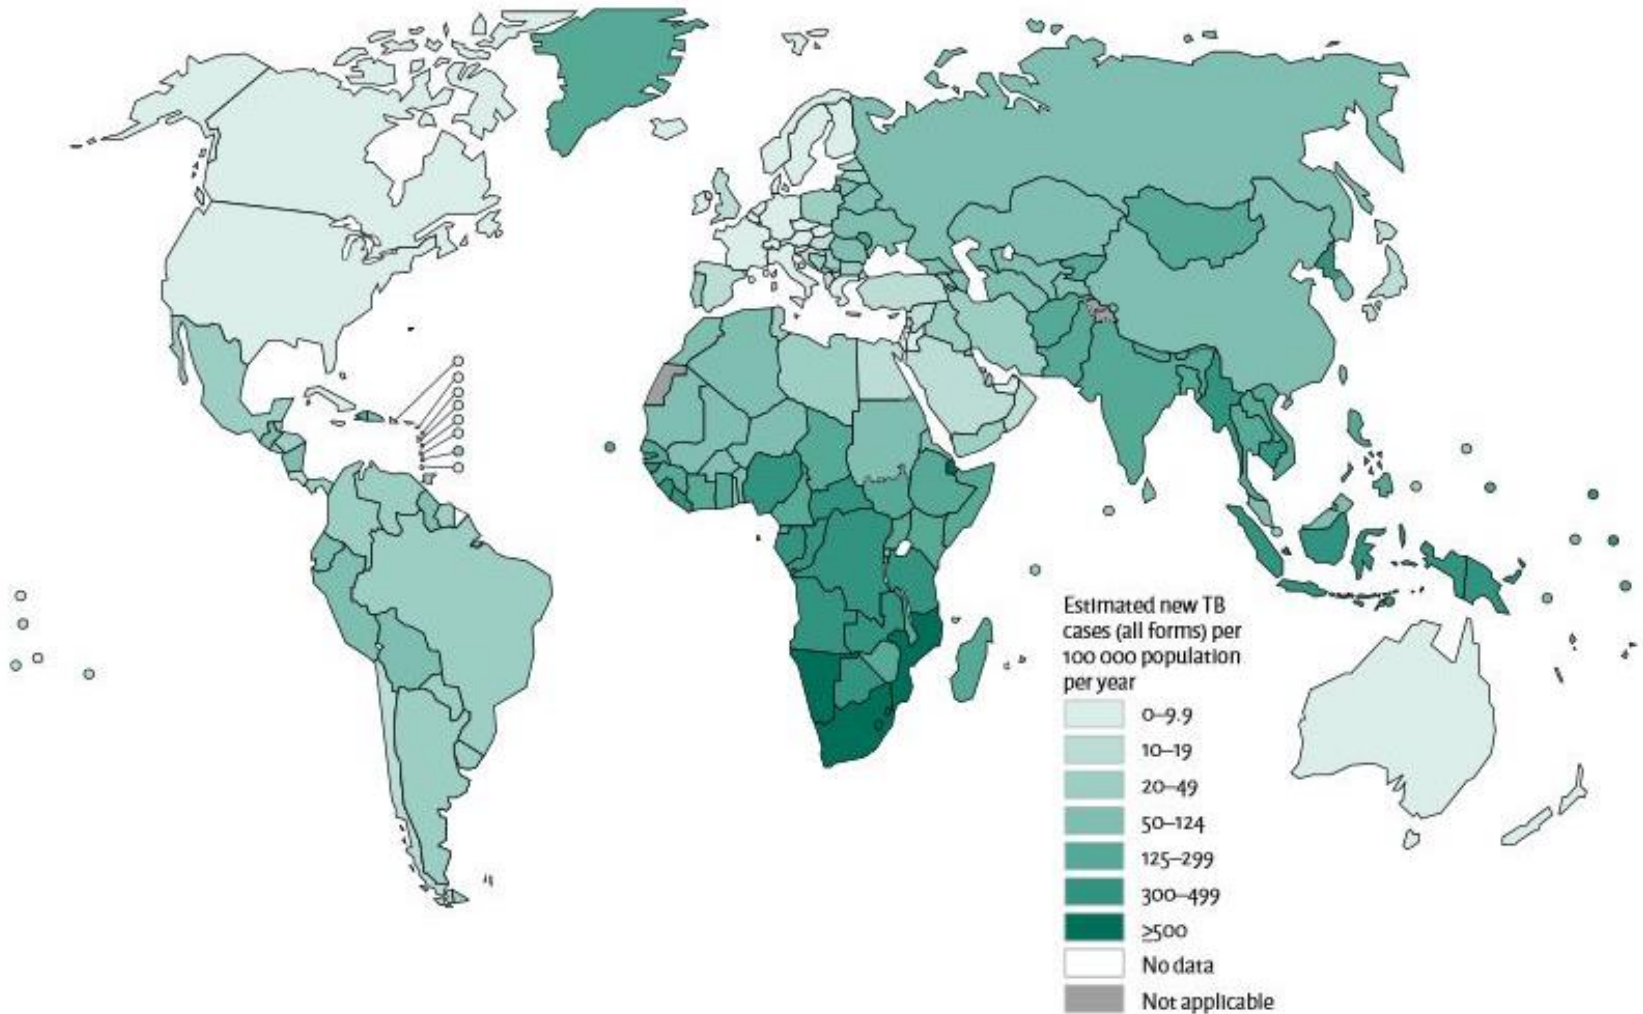 Estimated new TB
cases (all forms) per
100 000 population
per year
0–9.9
10–19
20–49
50–124
125–299
300–499
≥500
No data
Not applicable